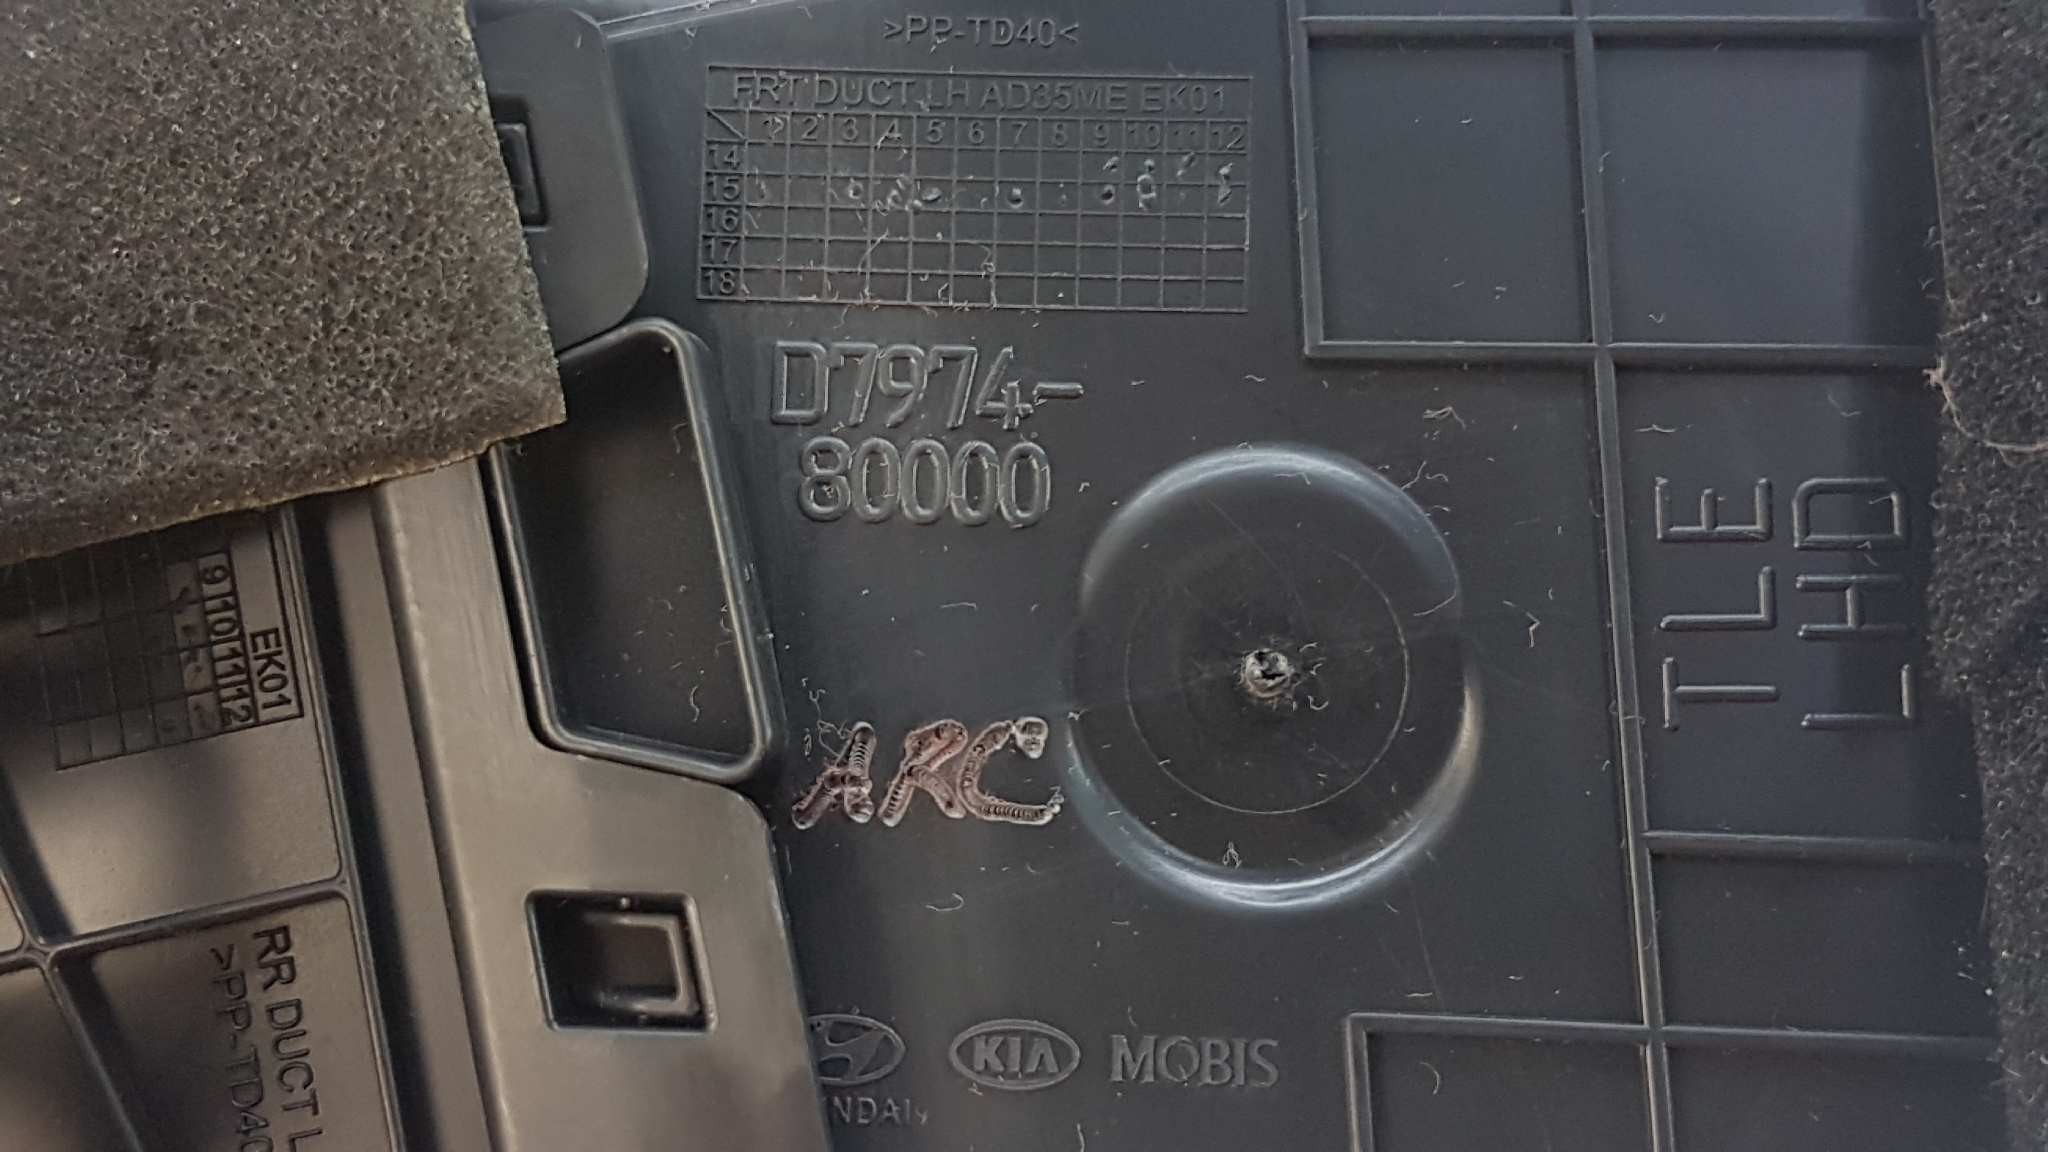 >PP-TD40<
FRT DUCT LH AD35ME EK01
1 2 3 4 5 6 7 8 9 10 11 12
14
15
16
17
18
D7974-
80000
TLE
LHD
EK01
9 10 11 12
RR DUCT L
>PP-TD40
KIA MOBIS
NDAI